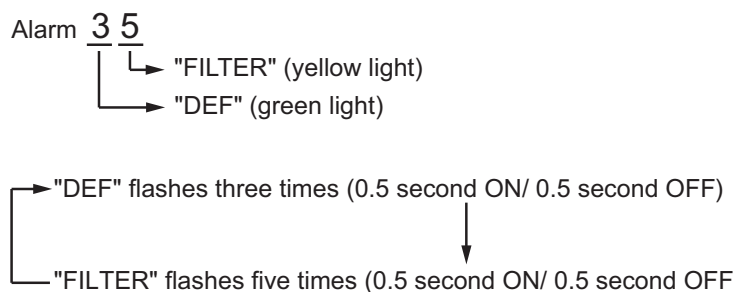 Alarm 3 5
"FILTER" (yellow light)
"DEF" (green light)
"DEF" flashes three times (0.5 second ON/ 0.5 second OFF)
"FILTER" flashes five times (0.5 second ON/ 0.5 second OFF